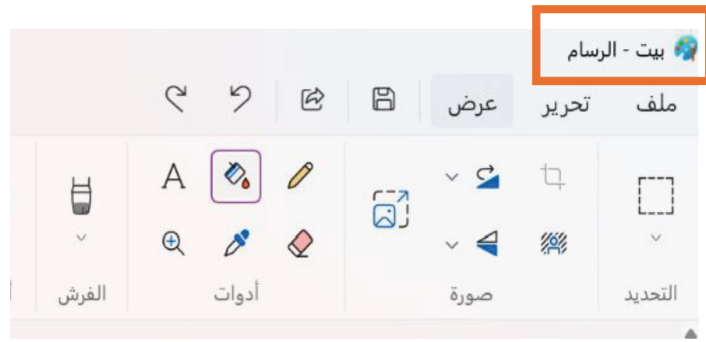 بيت - الرسام
ملف تحرير عرض
A
التحديد صورة أدوات الفرش